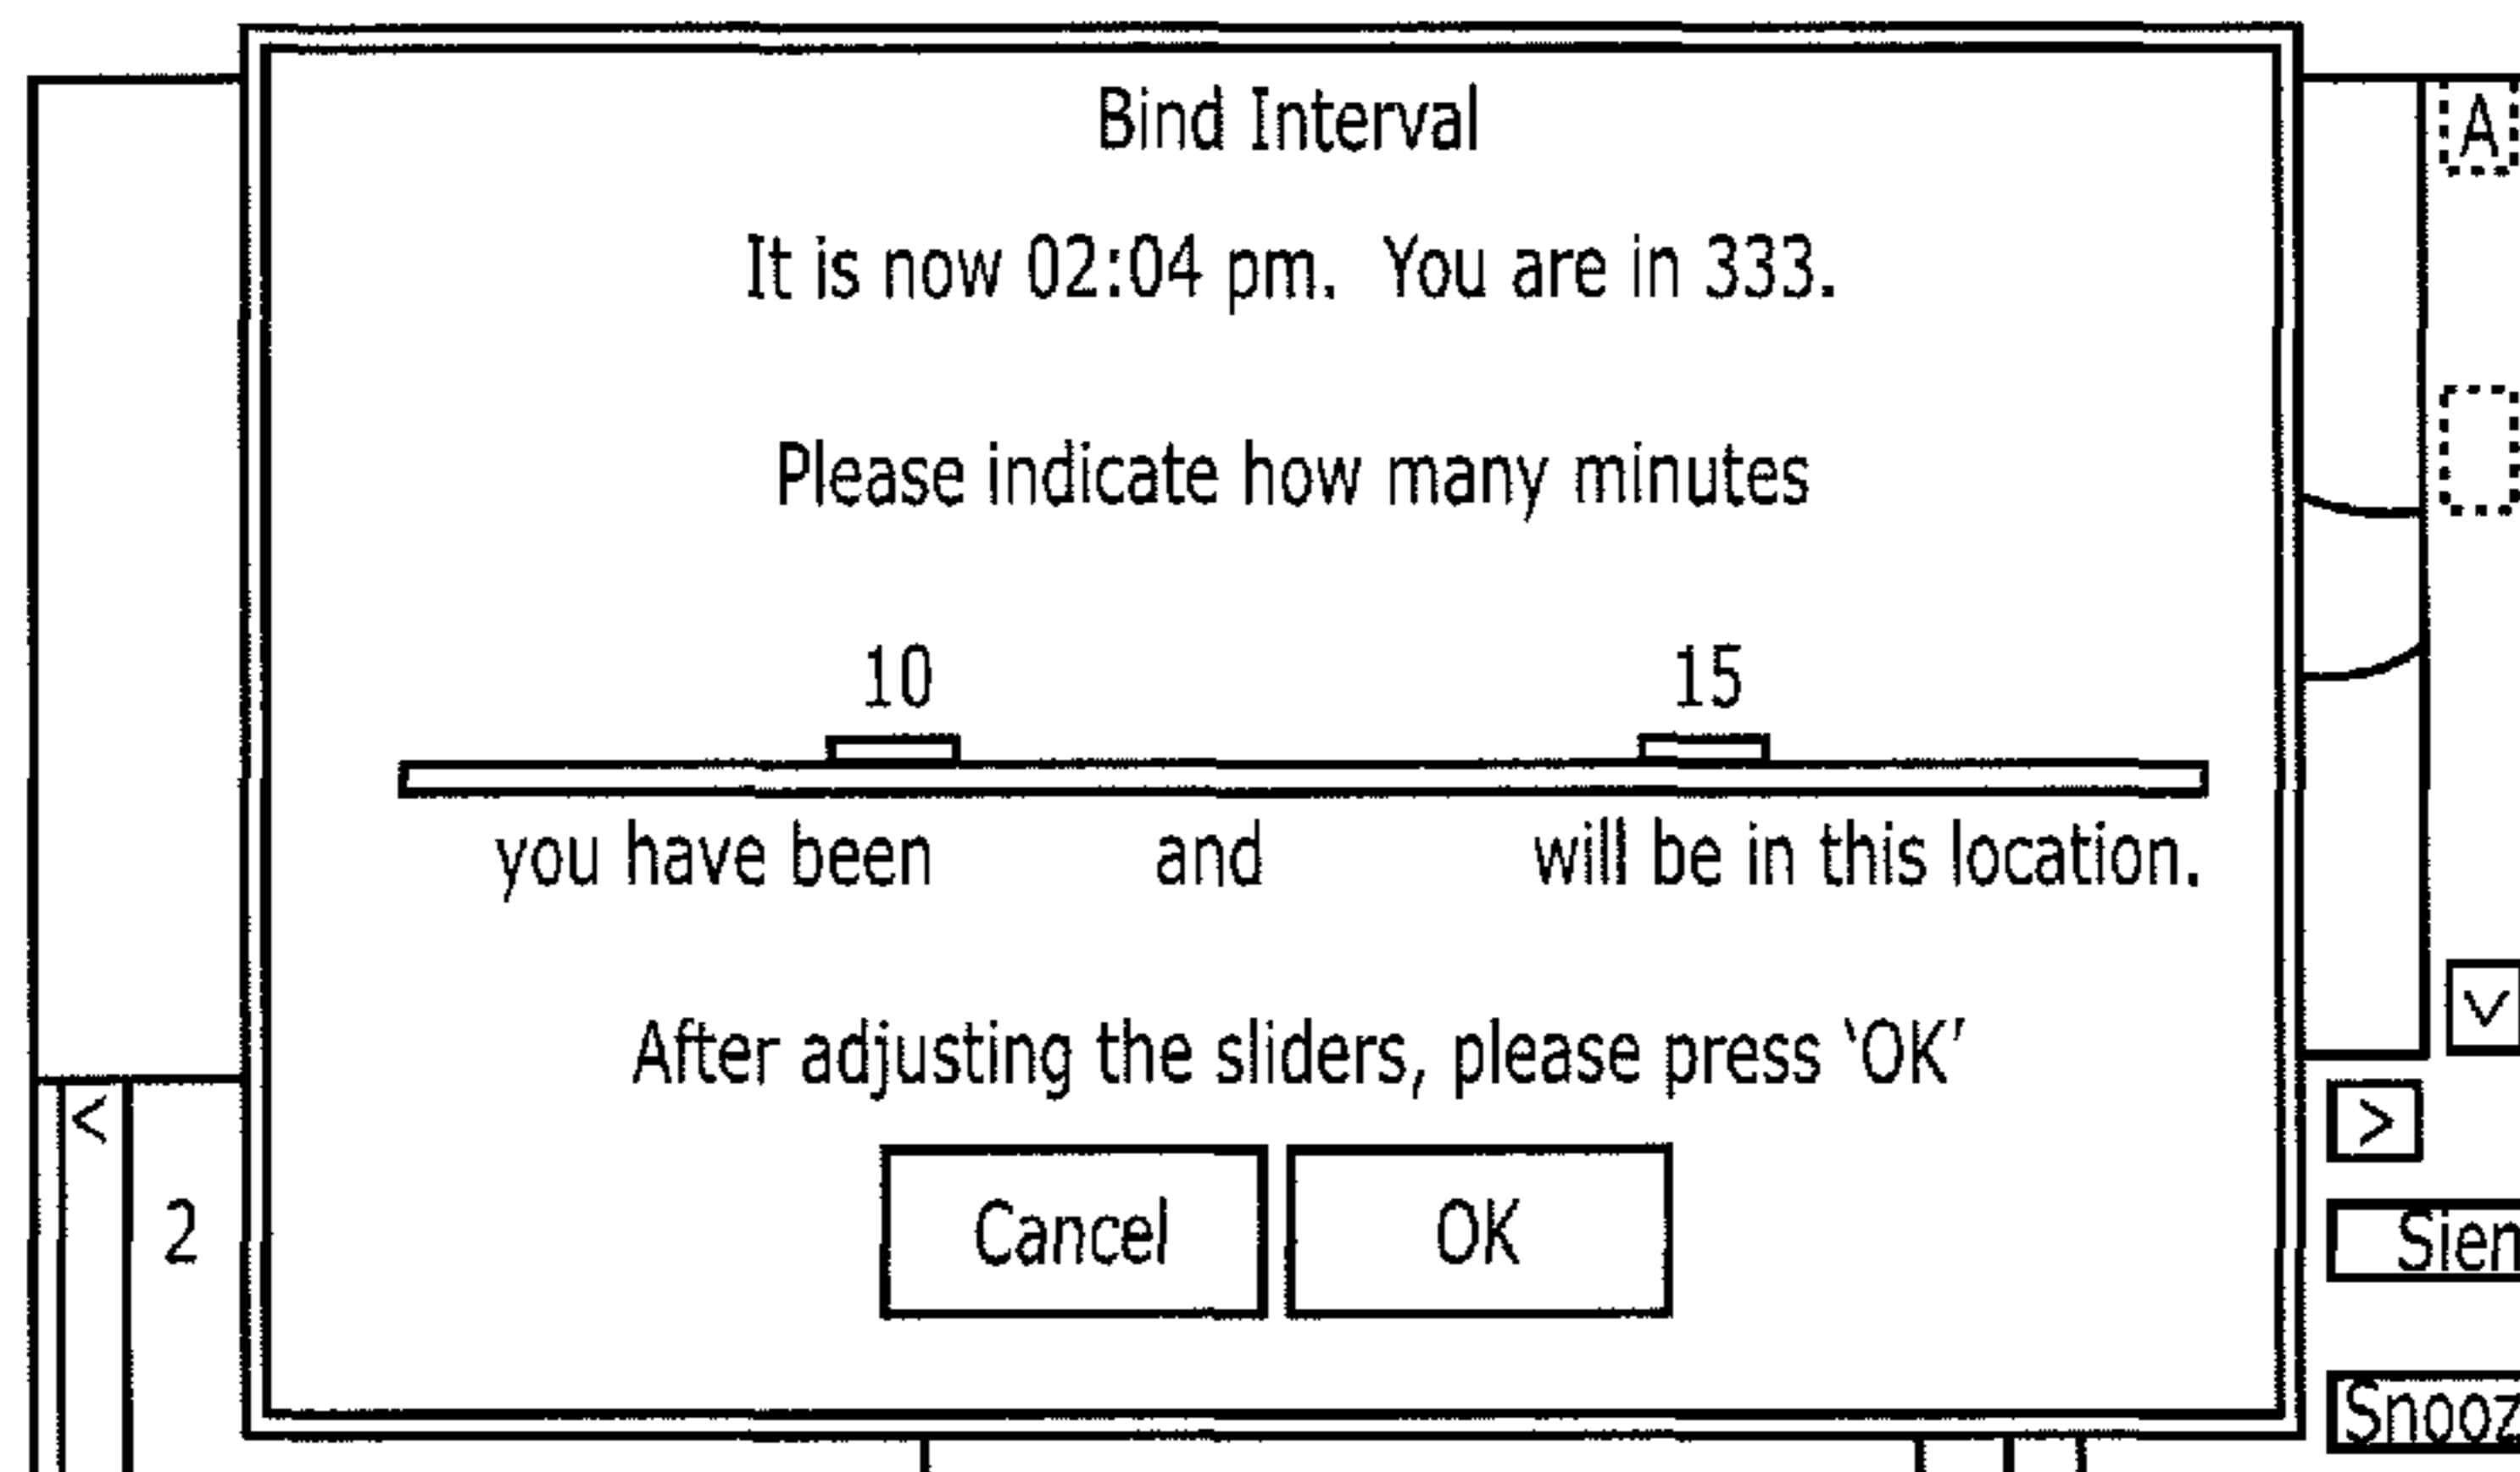 Bind Interval
It is now 02:04 pm. You are in 333.
Please indicate how many minutes
10 15
you have been and will be in this location.
After adjusting the sliders, please press ‘OK’
Cancel OK
A
V
<
>
2
Sien
Snooz